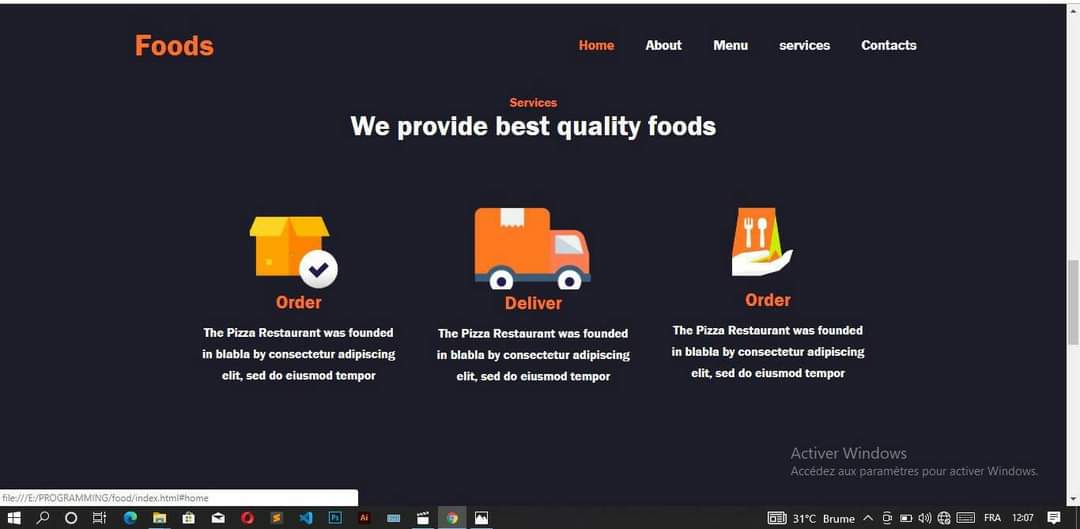 Foods
Home About Menu services Contacts
Services
We provide best quality foods
Order
The Pizza Restaurant was founded
in blabla by consectetur adipiscing
elit, sed do eiusmod tempor
Deliver
The Pizza Restaurant was founded
in blabla by consectetur adipiscing
elit, sed do eiusmod tempor
Order
The Pizza Restaurant was founded
in blabla by consectetur adipiscing
elit, sed do eiusmod tempor
Activer Windows
Accédez aux paramètres pour activer Windows.
file:///E:/PROGRAMMING/food/index.html#home
Ps Ai 31°C Brume FRA 12:07